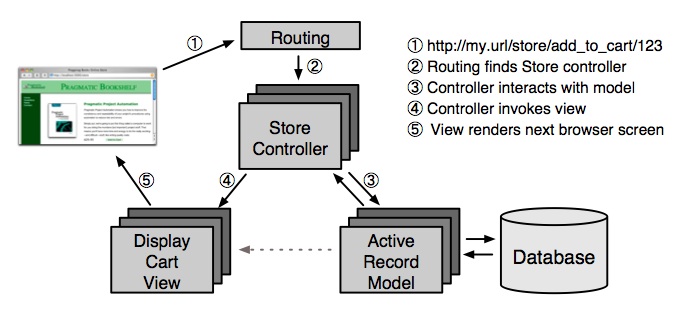 ① http://my.url/store/add_to_cart/123
② Routing finds Store controller
③ Controller interacts with model
④ Controller invokes view
⑤ View renders next browser screen
①
Routing
②
PRAGMATIC BOOKSHELF
Pragmatic Project Automation
Store
Controller
⑤
④
③
Display
Cart
View
Active
Record
Model
Database